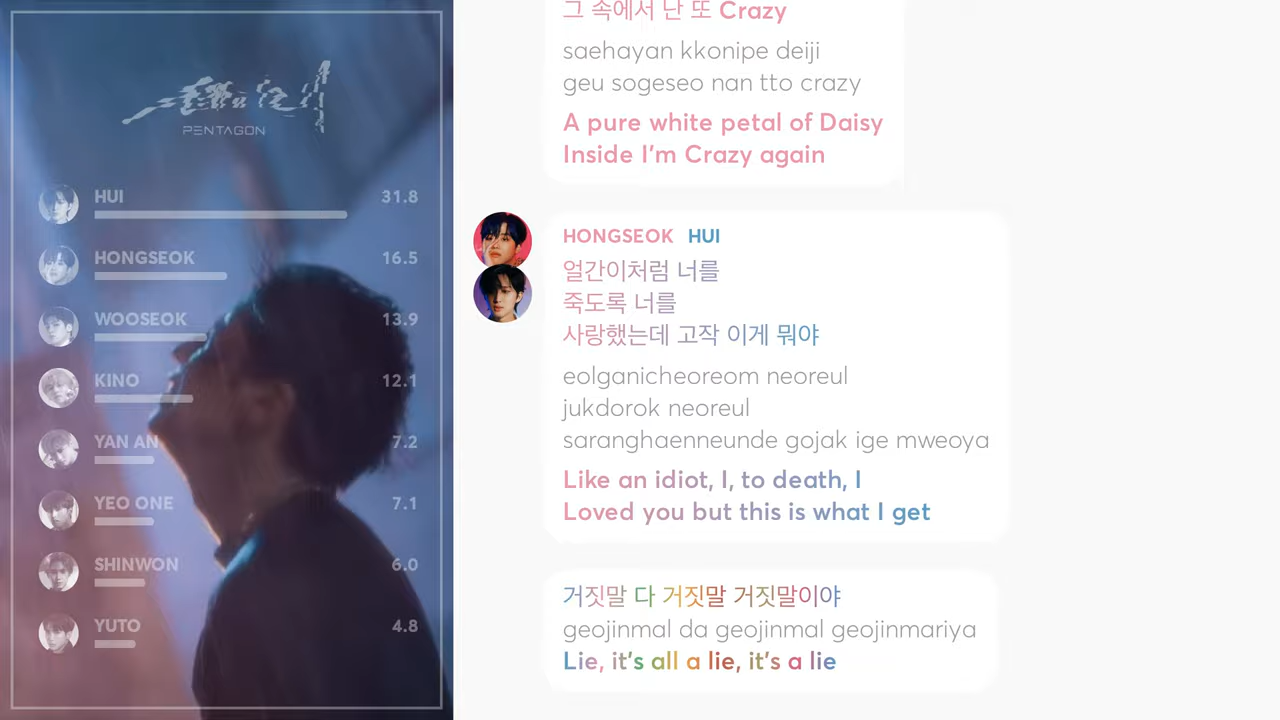 PENTAGON
HUI 31.8
HONGSEOK 16.5
WOOSEOK 13.9
KINO 12.1
YAN AN 7.2
YEO ONE 7.1
SHINWON 6.0
YUTO 4.8
그 속에서 난 또 Crazy
saehayan kkonipe deiji
geu sogeseo nan tto crazy
A pure white petal of Daisy
Inside I'm Crazy again
HONGSEOK HUI
얼간이처럼 너를
죽도록 너를
사랑했는데 고작 이게 뭐야
eolganicheoreom neoreul
jukdorok neoreul
saranghaenneunde gojak ige mweoya
Like an idiot, I, to death, I
Loved you but this is what I get
거짓말 다 거짓말 거짓말이야
geojinmal da geojinmal geojinmariya
Lie, it's all a lie, it's a lie